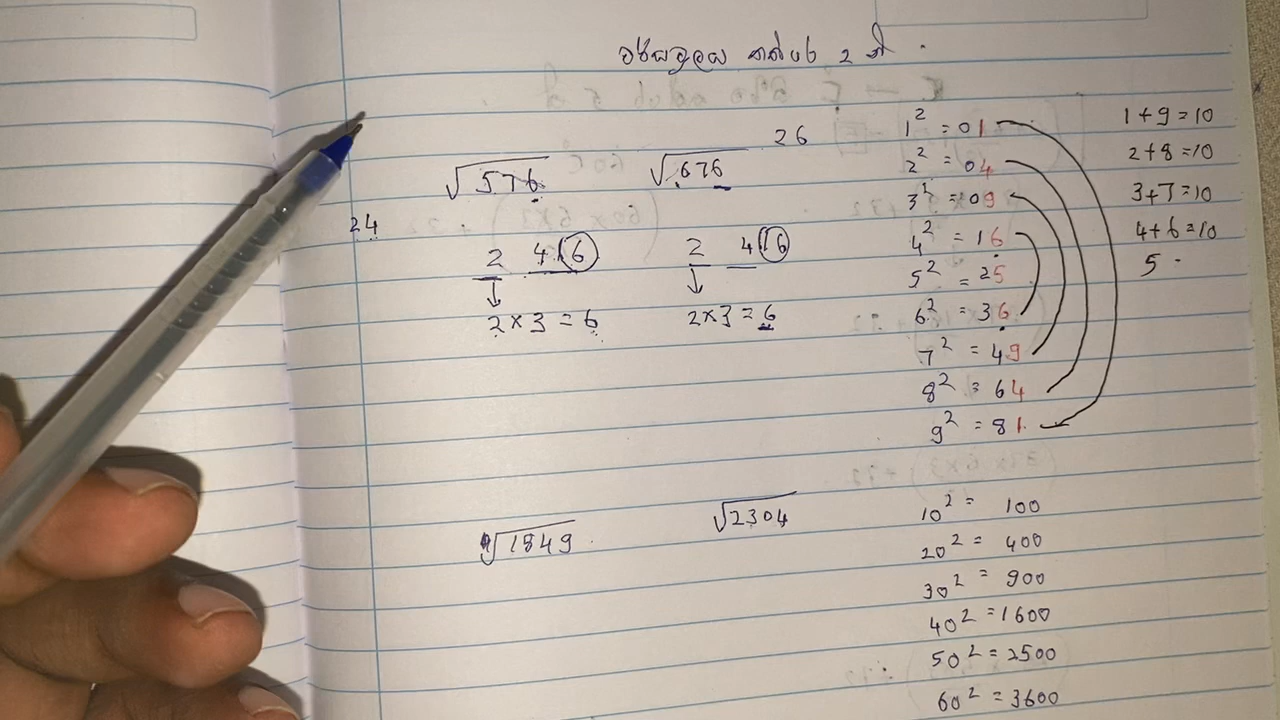 වර්ගමූලය තත්පර 2 න්
26
√576 √676
24
2 4/6 2 4/6
2×3=6 2×3=6
√1849 √2304
1² = 01
2² = 04
3² = 09
4² = 16
5² = 25
6² = 36
7² = 49
8² = 64
9² = 81
10² = 100
20² = 400
30² = 900
40² = 1600
50² = 2500
60² = 3600
1+9=10
2+8=10
3+7=10
4+6=10
5